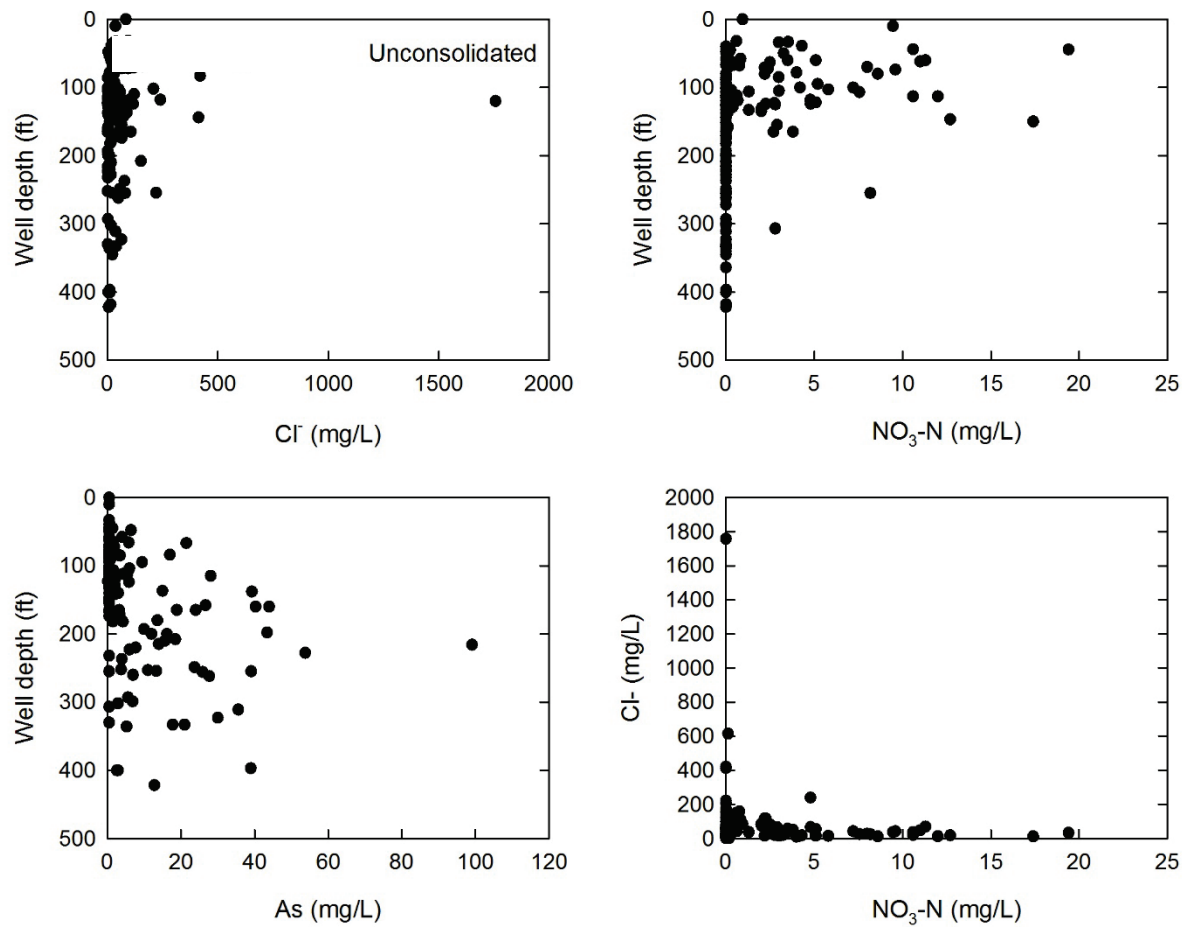 Unconsolidated
0
100
200
300
400
500
Well depth (ft)
0 500 1000 1500 2000
Cl⁻ (mg/L)
0
100
200
300
400
500
Well depth (ft)
0 5 10 15 20 25
NO₃-N (mg/L)
0
100
200
300
400
500
Well depth (ft)
0 20 40 60 80 100 120
As (mg/L)
2000
1800
1600
1400
1200
1000
800
600
400
200
0
Cl- (mg/L)
0 5 10 15 20 25
NO₃-N (mg/L)